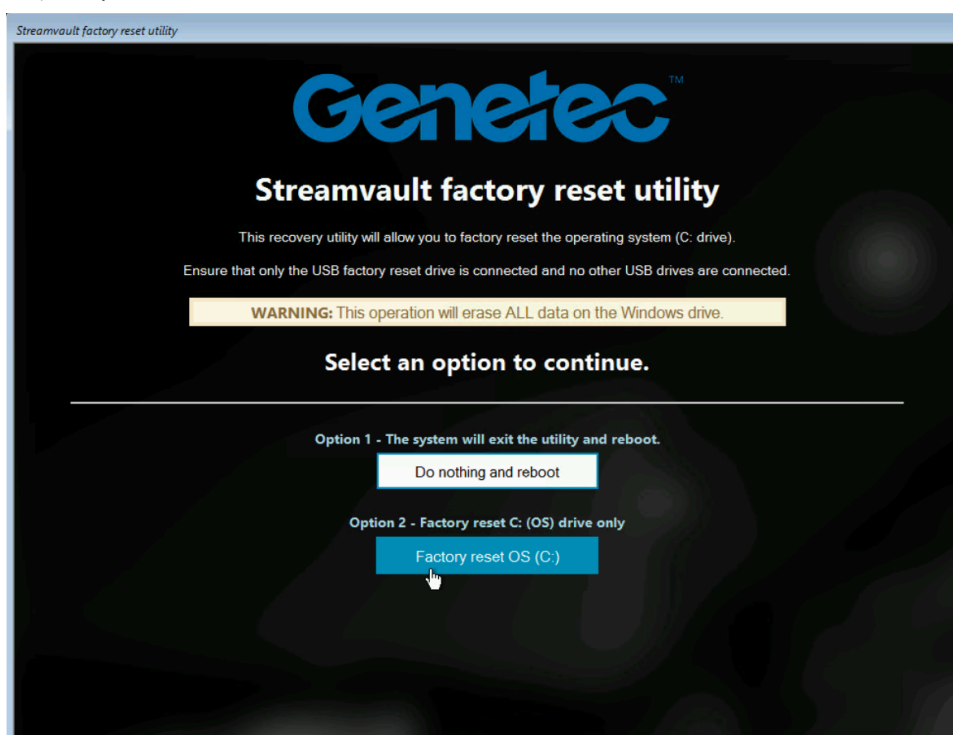 Streamvault factory reset utility
Genetec™
Streamvault factory reset utility
This recovery utility will allow you to factory reset the operating system (C: drive).
Ensure that only the USB factory reset drive is connected and no other USB drives are connected.
WARNING: This operation will erase ALL data on the Windows drive.
Select an option to continue.
Option 1 - The system will exit the utility and reboot.
Do nothing and reboot
Option 2 - Factory reset C: (OS) drive only
Factory reset OS (C:)